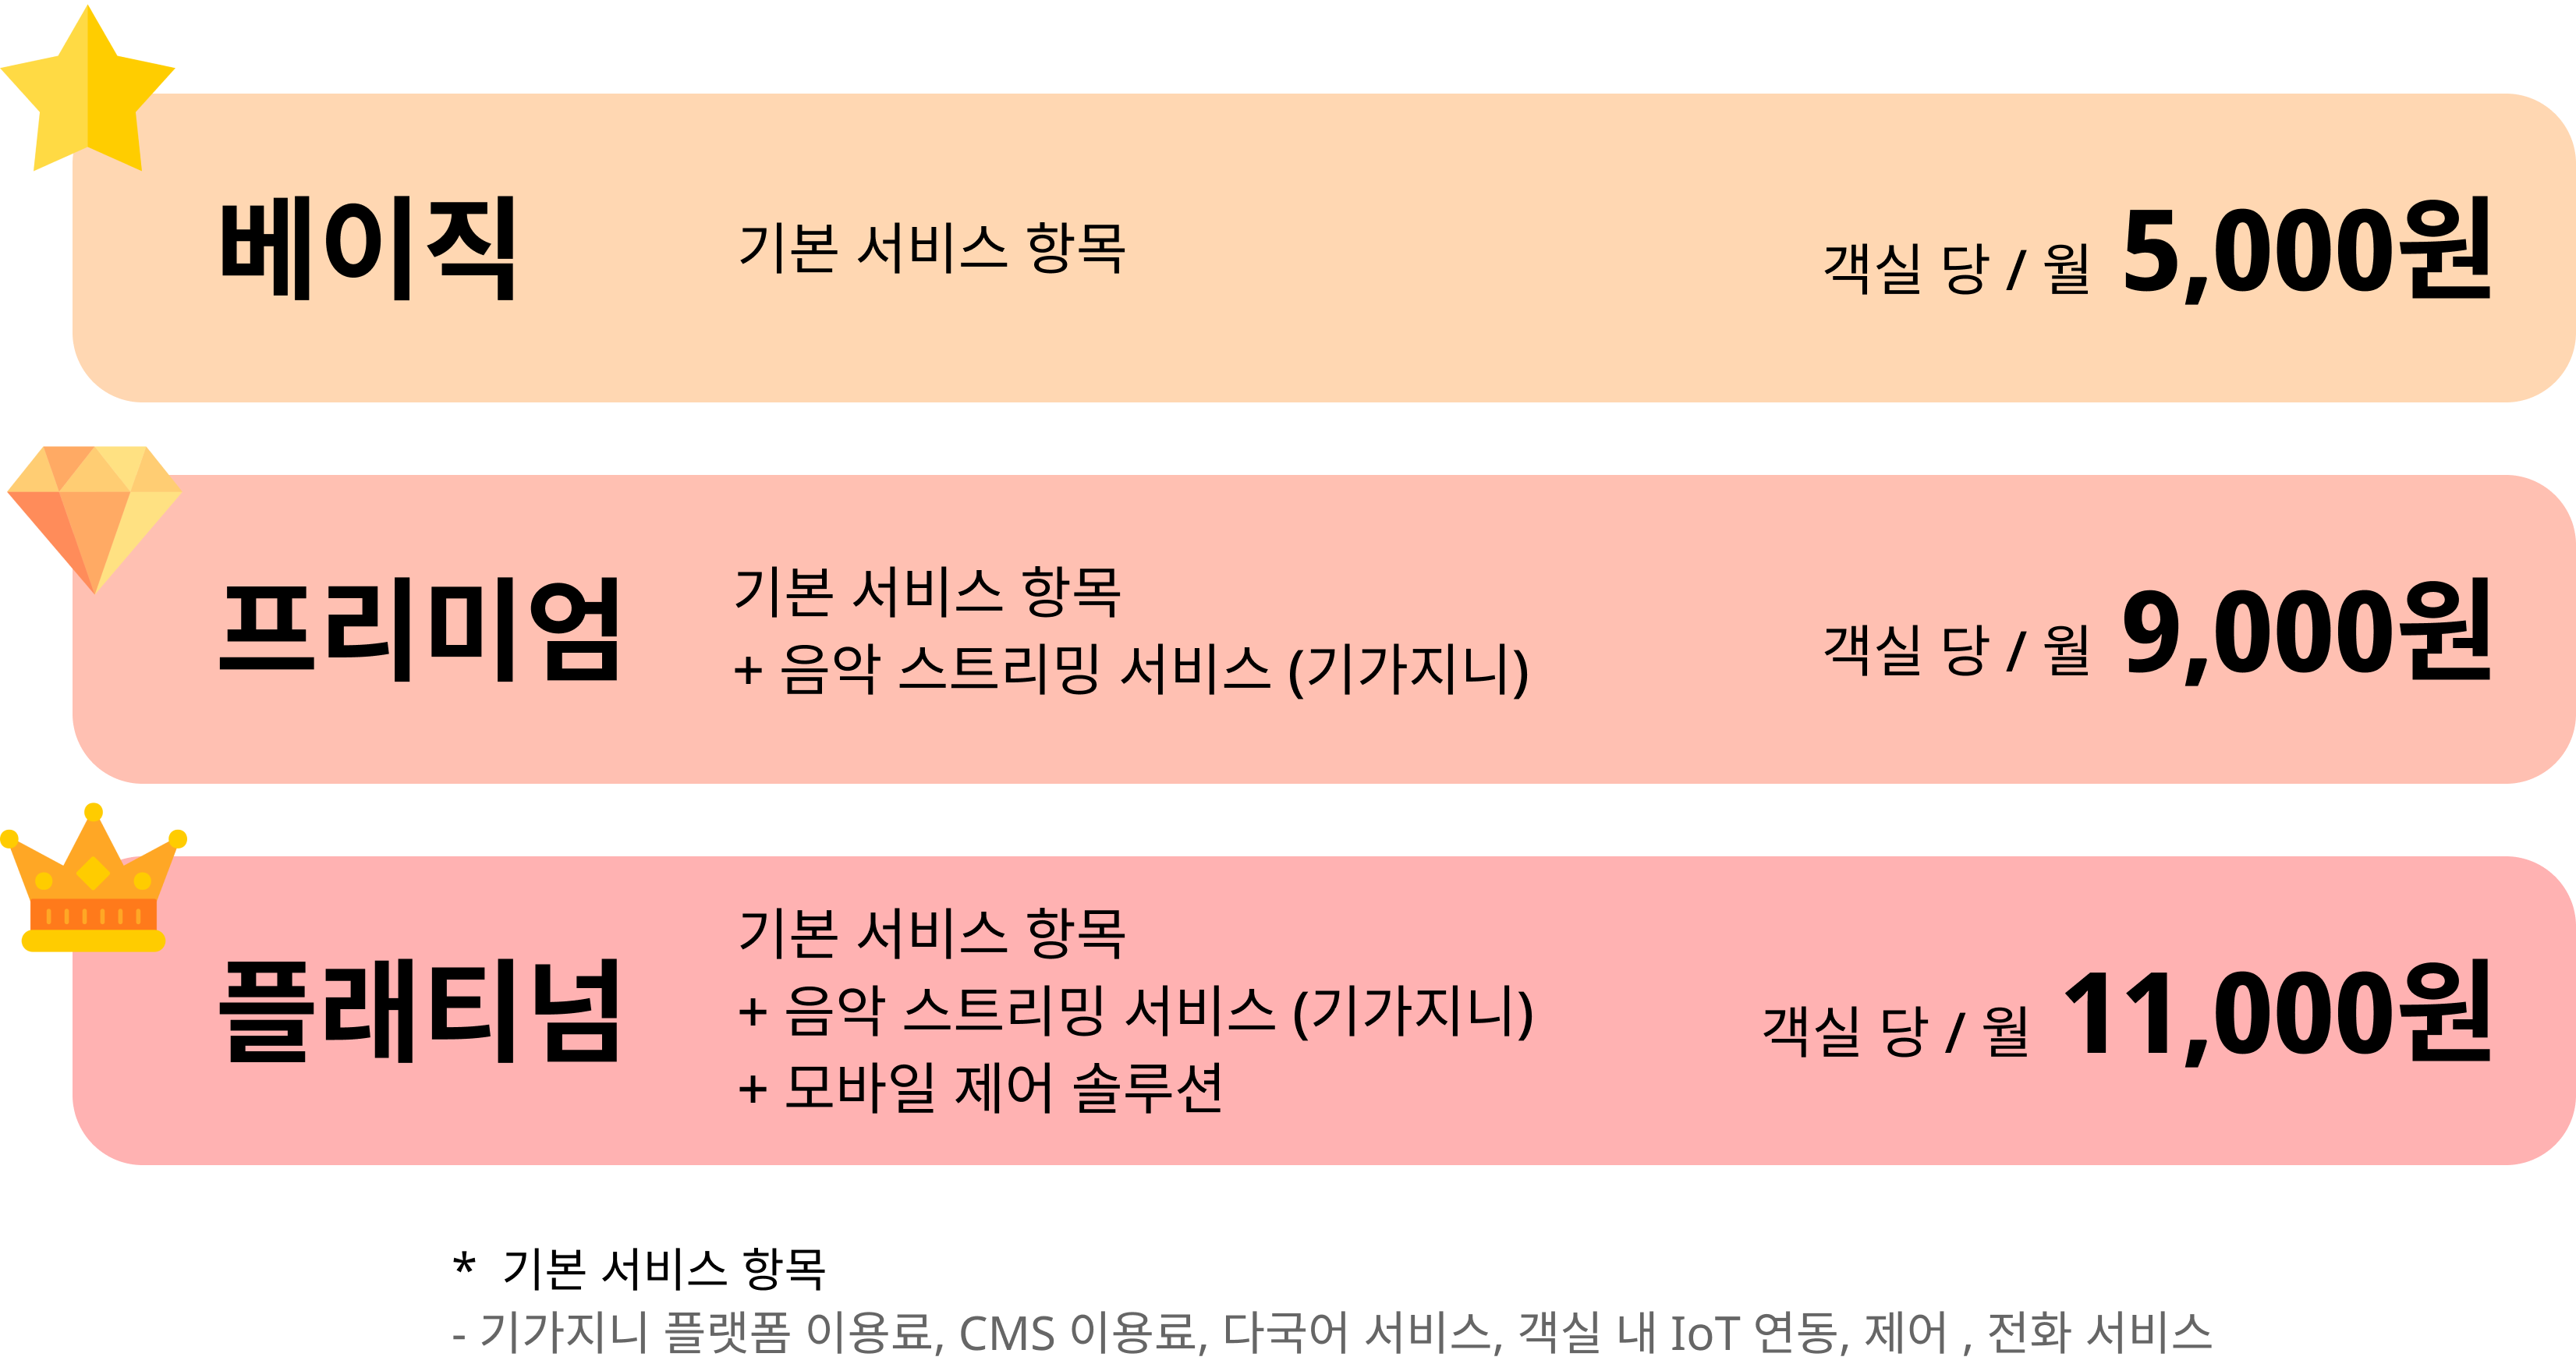 베이직
기본 서비스 항목
객실 당 / 월 5,000원
프리미엄
기본 서비스 항목
+ 음악 스트리밍 서비스 (기가지니)
객실 당 / 월 9,000원
플래티넘
기본 서비스 항목
+ 음악 스트리밍 서비스 (기가지니)
+ 모바일 제어 솔루션
객실 당 / 월 11,000원
* 기본 서비스 항목
- 기가지니 플랫폼 이용료, CMS 이용료, 다국어 서비스, 객실 내 IoT 연동, 제어 , 전화 서비스